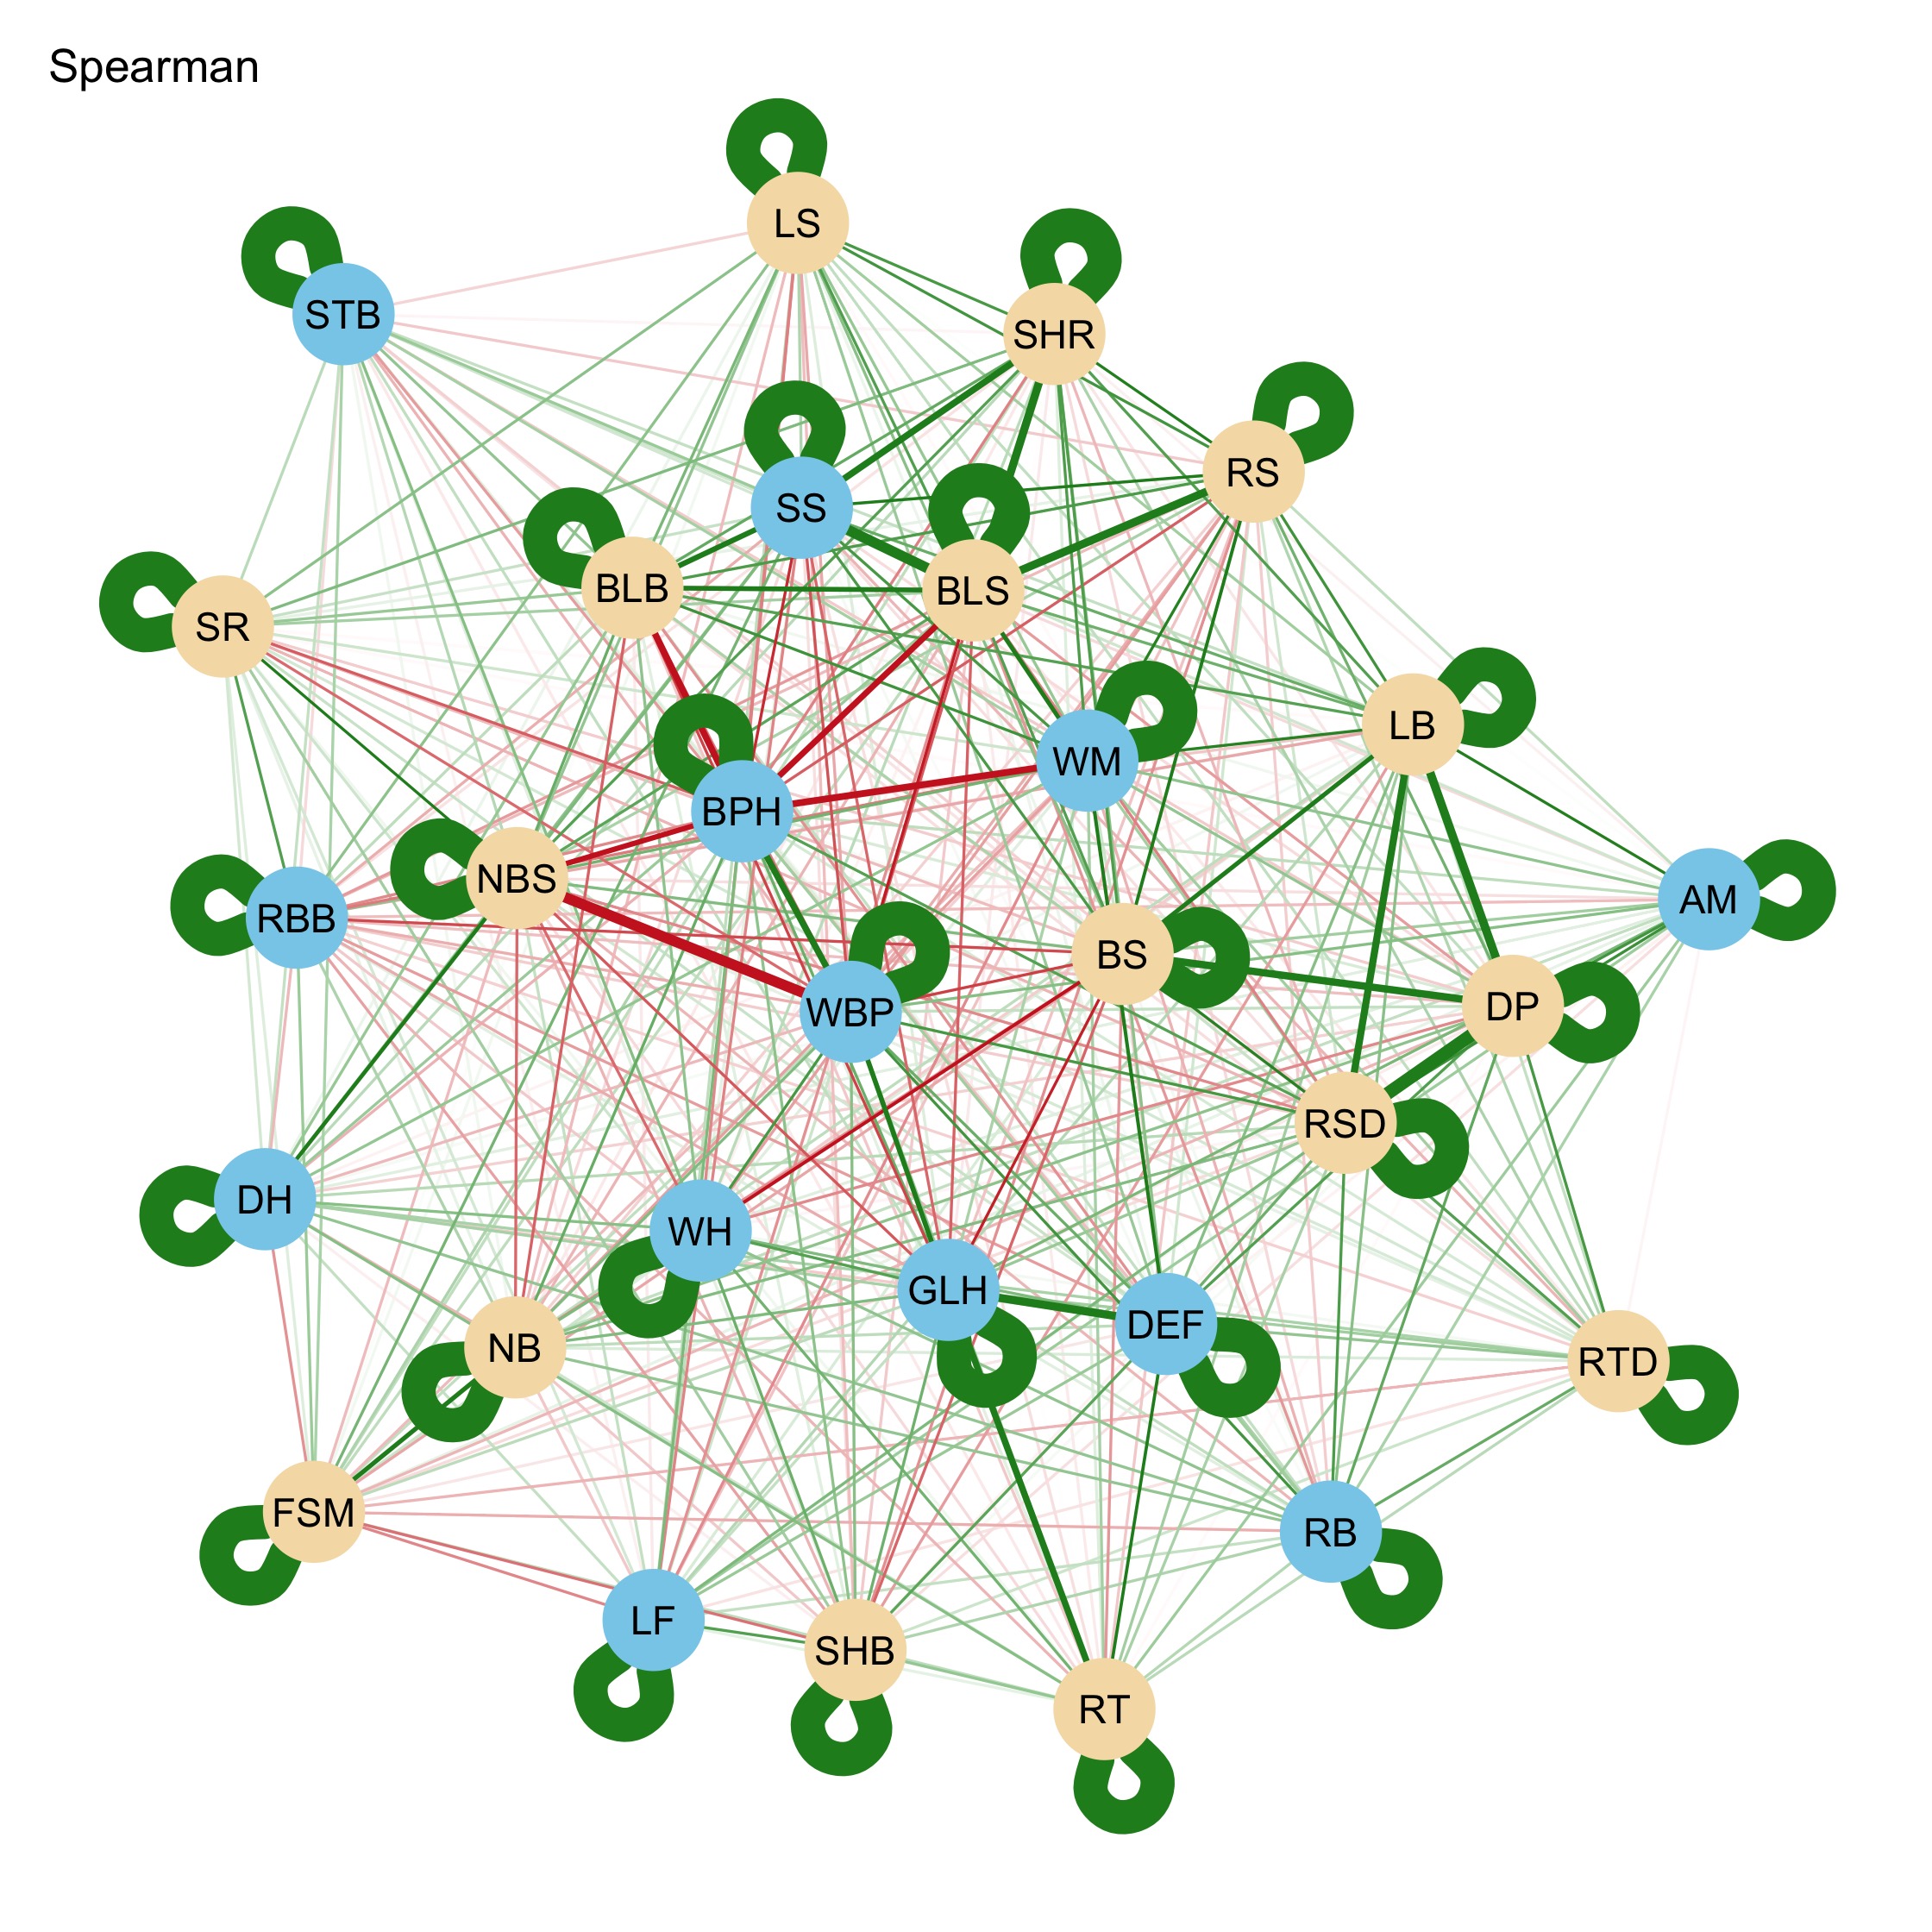 Spearman
LS
STB
SHR
RS
SS
BLB
BLS
SR
LB
WM
BPH
NBS
AM
RBB
BS
DP
WBP
RSD
DH
WH
GLH
DEF
NB
RTD
FSM
RB
LF
SHB
RT